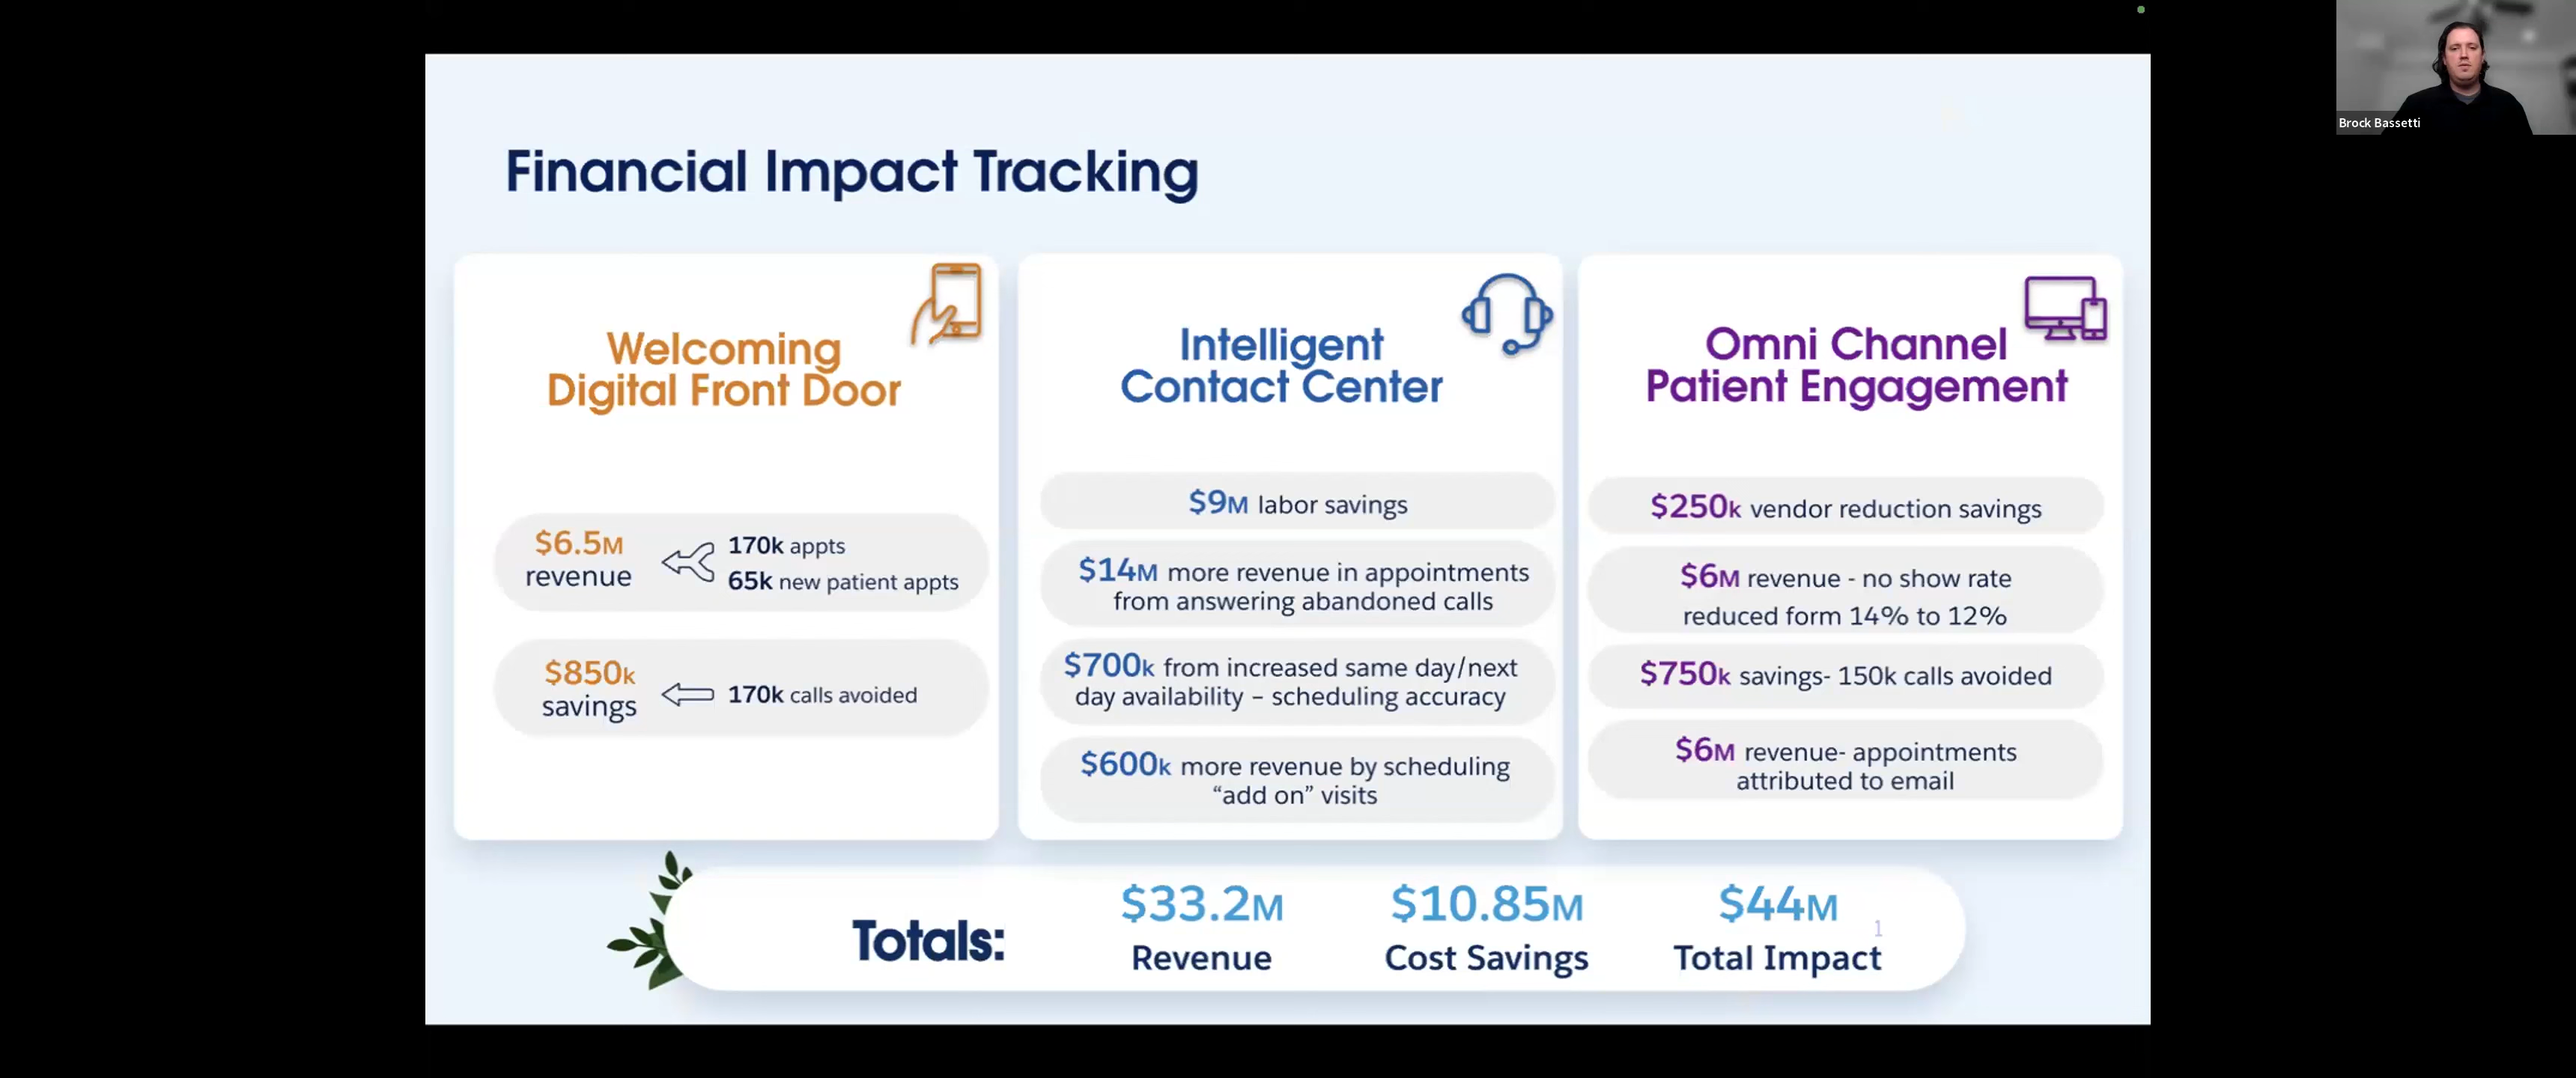 Brock Bassetti
Financial Impact Tracking
Welcoming
Digital Front Door
$6.5M
revenue
170k appts
65k new patient appts
$850k
savings
170k calls avoided
Intelligent
Contact Center
$9M labor savings
$14M more revenue in appointments
from answering abandoned calls
$700k from increased same day/next
day availability – scheduling accuracy
$600k more revenue by scheduling
“add on” visits
Omni Channel
Patient Engagement
$250k vendor reduction savings
$6M revenue - no show rate
reduced form 14% to 12%
$750k savings- 150k calls avoided
$6M revenue- appointments
attributed to email
Totals:
$33.2M
Revenue
$10.85M
Cost Savings
$44M
Total Impact
1